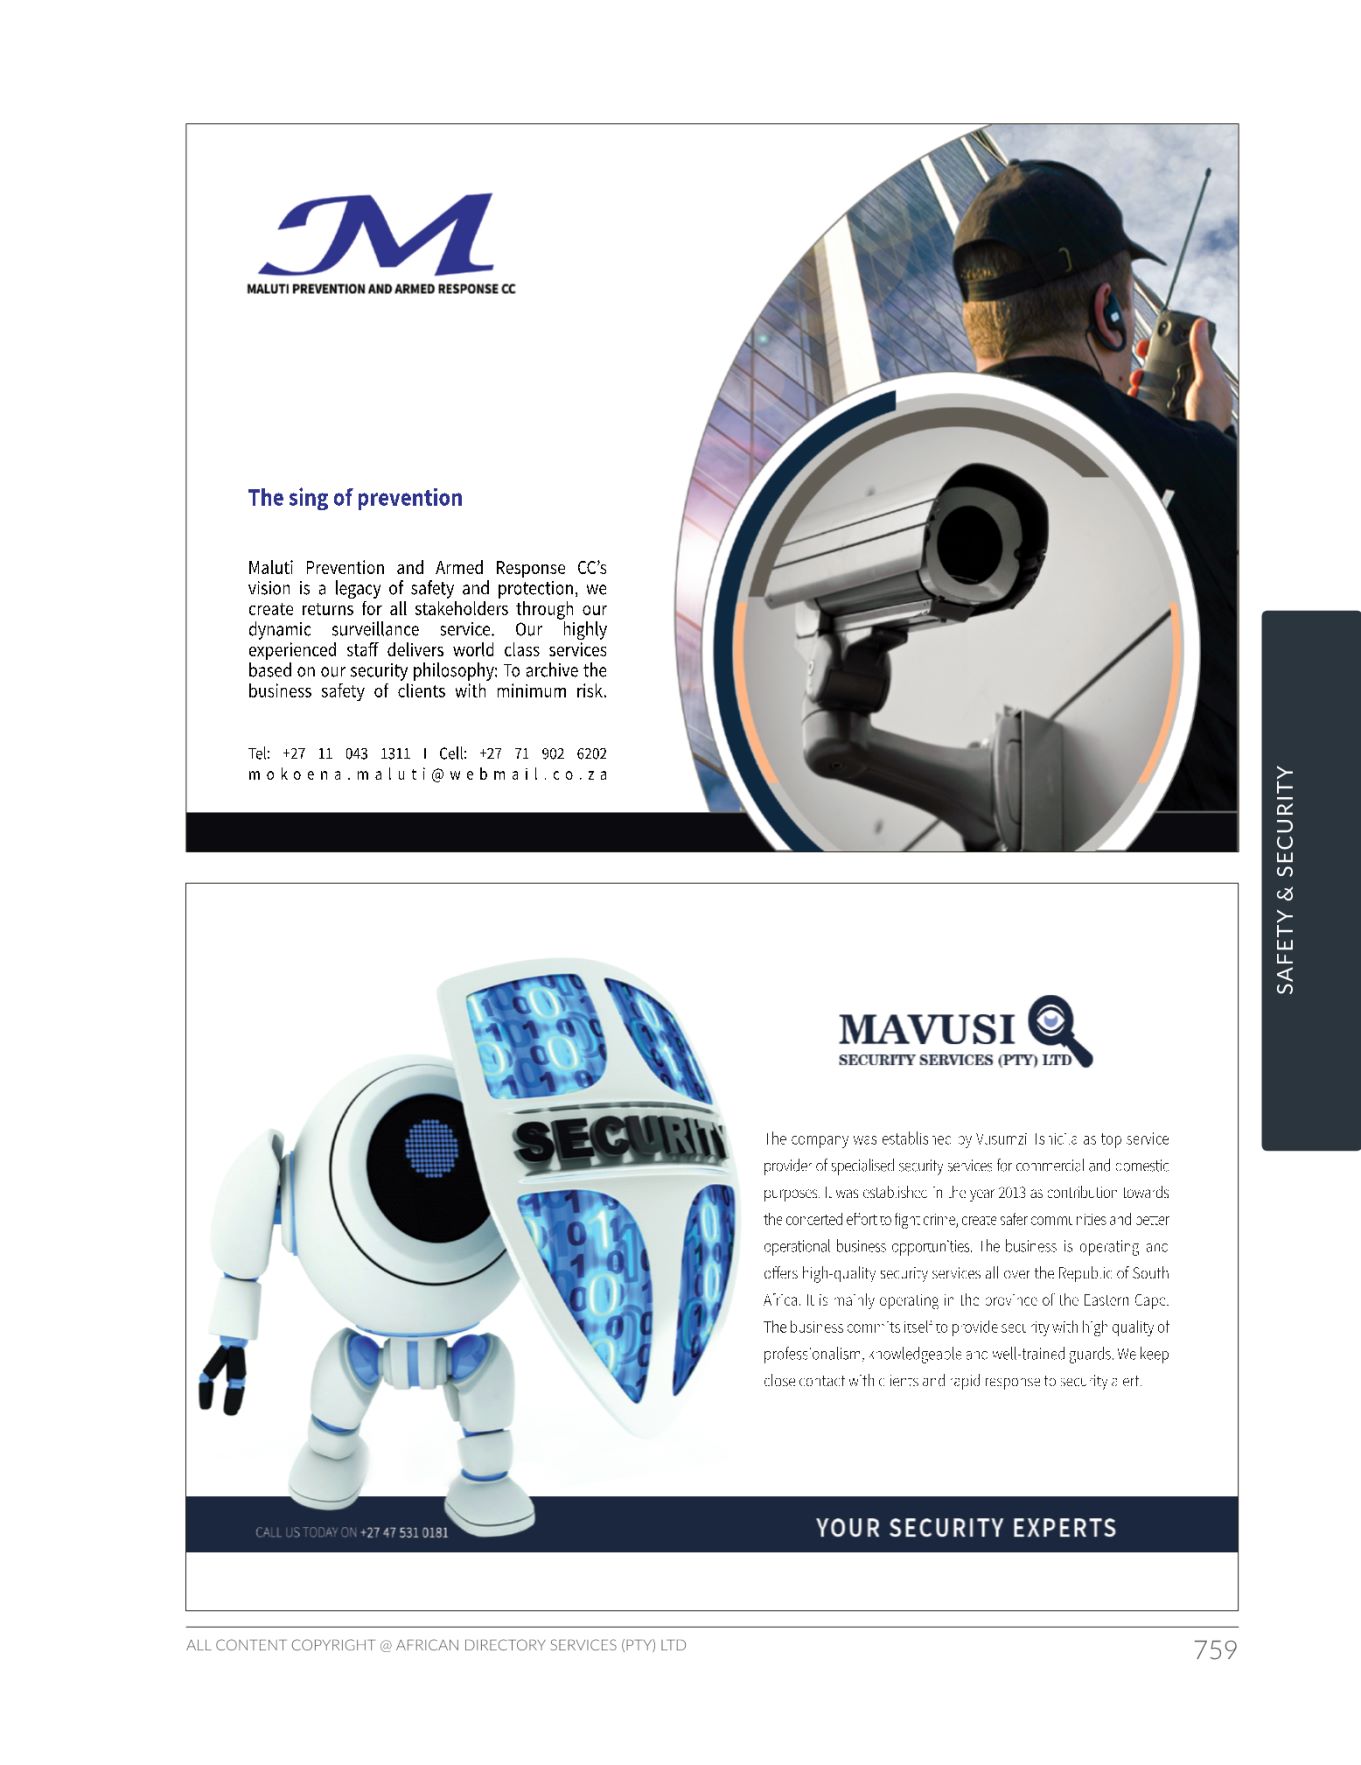 MALUTI PREVENTION AND ARMED RESPONSE CC
The sing of prevention
Maluti Prevention and Armed Response CC's
vision is a legacy of safety and protection, we
create returns for all stakeholders through our
dynamic surveillance service. Our highly
experienced staff delivers world class services
based on our security philosophy: To archive the
business safety of clients with minimum risk.
Tel: +27 11 043 1311 I Cell: +27 71 902 6202
mokoena.maluti@webmail.co.za
SAFETY & SECURITY
SECURITY
MAVUSI
SECURITY SERVICES (PTY) LTD
The company was established by Vusumzi as top service
provider of specialised security services for commercial and domestic
purposes. It was established in the year 2013 as contribution towards
the concerted effort to fight crime, create safer communities and better
operational business opportunities. The business is operating and
offers high-quality security services all over the Republic of South
Africa. It is mainly operating in the province of the Eastern Cape.
The business commits itself to provide security with high quality of
professionalism, knowledgeable and well-trained guards. We keep
close contact with clients and rapid response to security alert.
CALL US TODAY ON +27 47 531 0181
YOUR SECURITY EXPERTS
ALL CONTENT COPYRIGHT @ AFRICAN DIRECTORY SERVICES (PTY) LTD
759